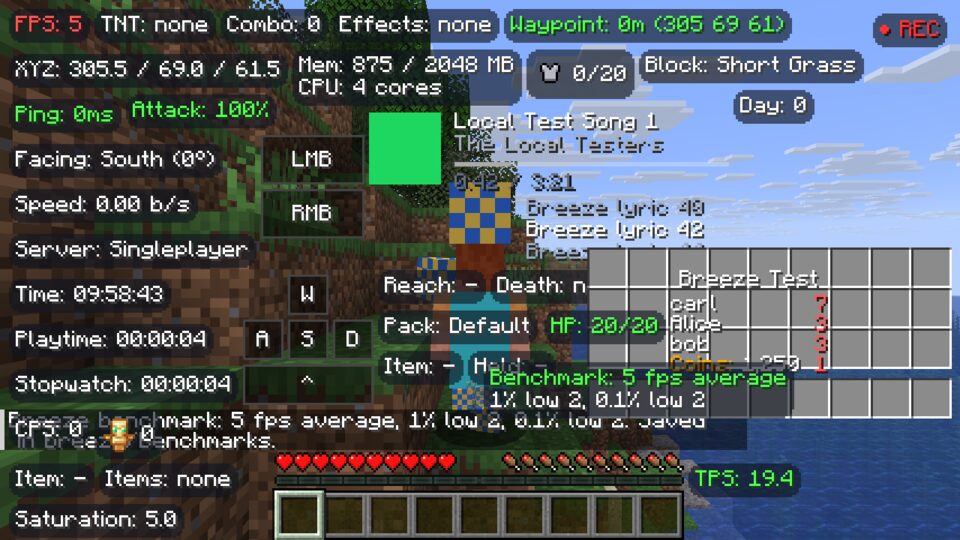 FPS: 5 TNT: none Combo: 0 Effects: none Waypoint: 0m (305 69 61) REC
XYZ: 305.5 / 69.0 / 61.5 Mem: 875 / 2048 MB 0/20 Block: Short Grass
CPU: 4 cores
Ping: 0ms Attack: 100% Day: 0
Local Test Song 1
The Local Testers
Facing: South (0°) LMB
3:21
Speed: 0.00 b/s RMB
Breeze lyric 40
Breeze lyric 42
Server: Singleplayer
Breeze Test
Time: 09:58:43 W Reach: - Death: n
carl 7
Alice 3
Playtime: 00:00:04 A S D Pack: Default HP: 20/20
bob 3
Coins: 1,250 1
Item: - Held: -
Stopwatch: 00:00:04 ^ Benchmark: 5 fps average
1% low 2, 0.1% low 2
benchmark: 5 fps average, 1% low 2, 0.1% low 2. Saved
CPS: 0 0
Benchmarks.
Item: - Items: none TPS: 19.4
Saturation: 5.0